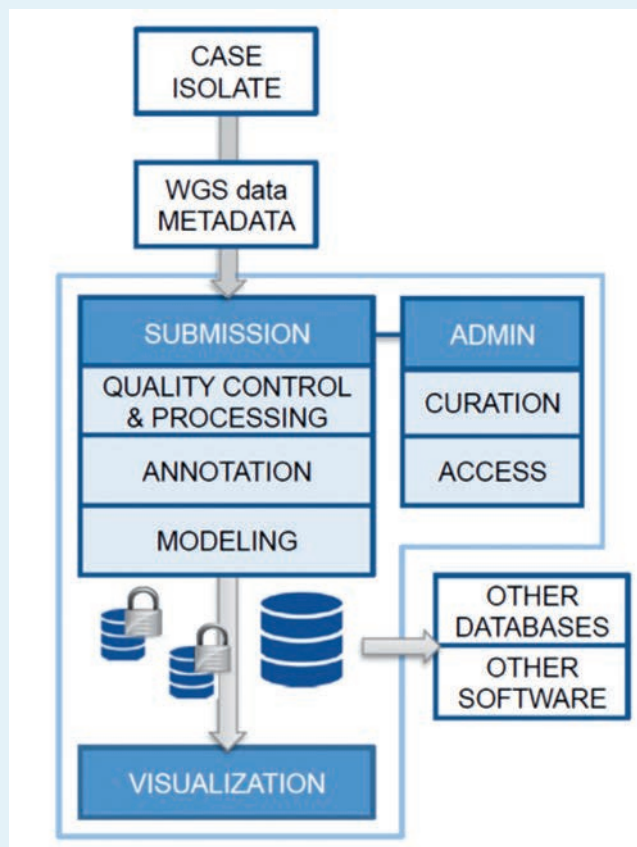 CASE
ISOLATE
WGS data
METADATA
SUBMISSION
ADMIN
QUALITY CONTROL
& PROCESSING
CURATION
ANNOTATION
ACCESS
MODELING
OTHER
DATABASES
OTHER
SOFTWARE
VISUALIZATION